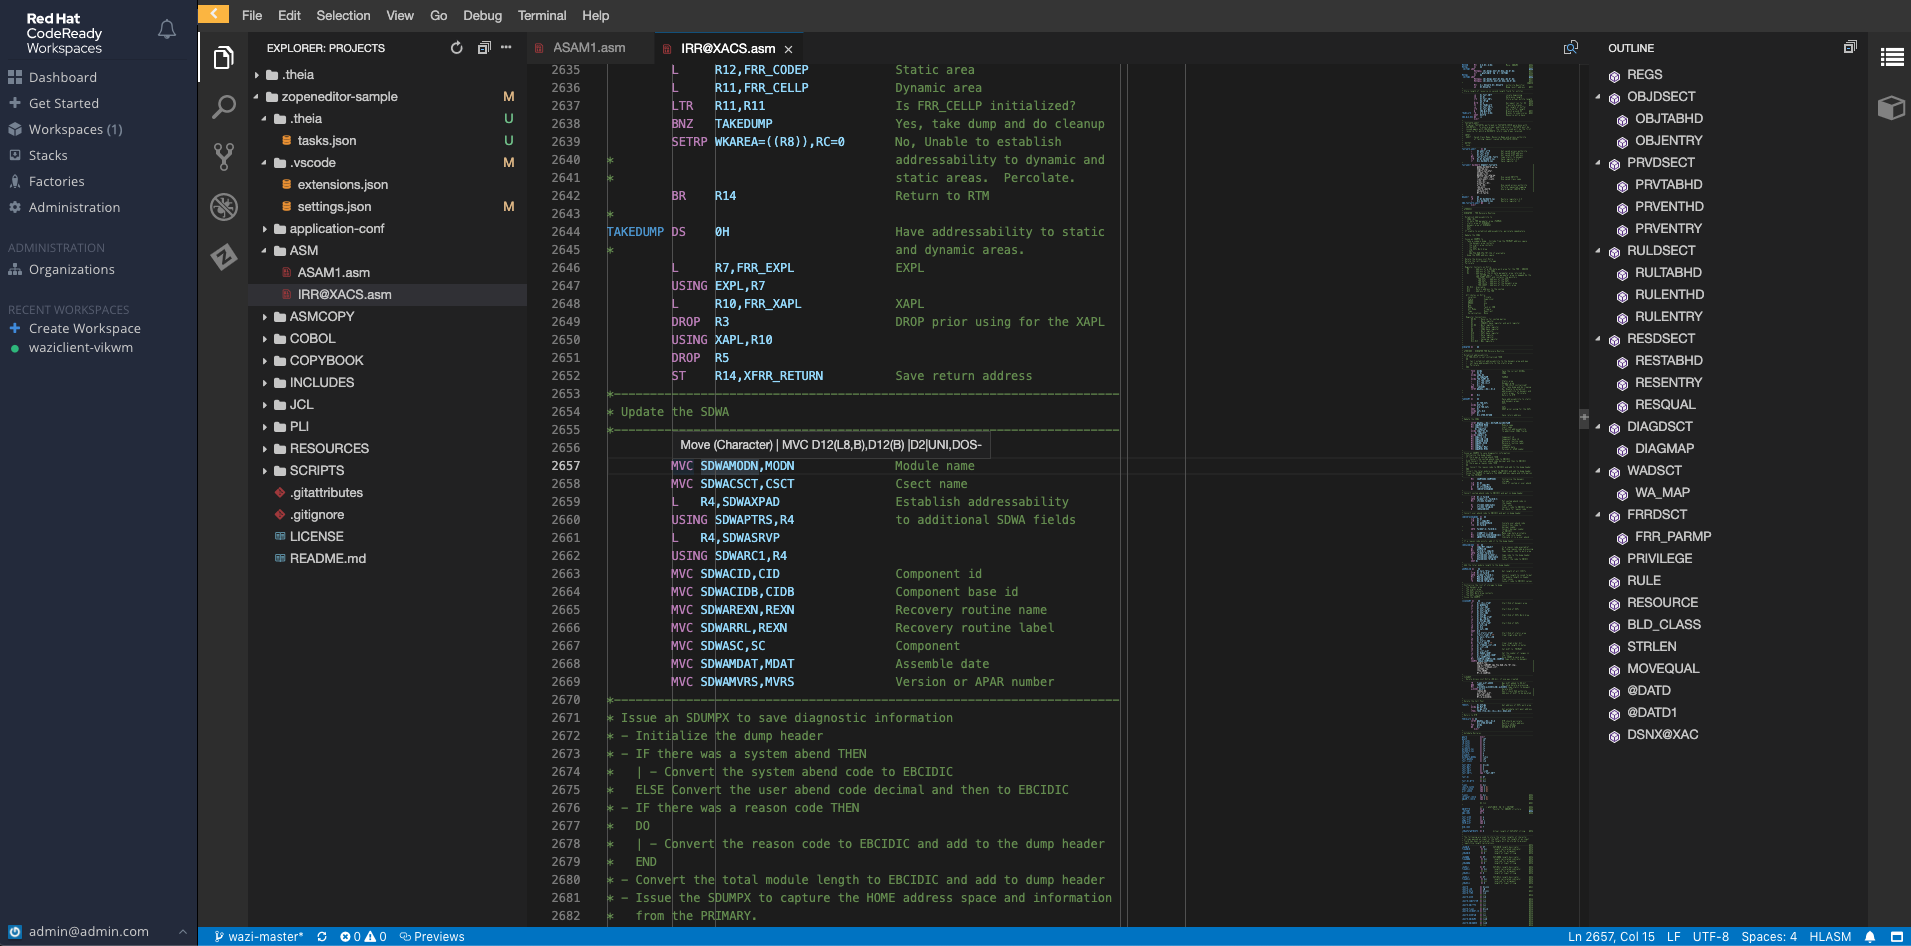 Red Hat
CodeReady
Workspaces
Dashboard
Get Started
Workspaces (1)
Stacks
Factories
Administration
ADMINISTRATION
Organizations
RECENT WORKSPACES
Create Workspace
waziclient-vikwm
admin@admin.com
File Edit Selection View Go Debug Terminal Help
EXPLORER: PROJECTS
.theia
zopeneditor-sample M
.theia U
tasks.json U
.vscode M
extensions.json
settings.json M
application-conf
ASM
ASAM1.asm
IRR@XACS.asm
ASMCOPY
COBOL
COPYBOOK
INCLUDES
JCL
PLI
RESOURCES
SCRIPTS
.gitattributes
.gitignore
LICENSE
README.md
ASAM1.asm IRR@XACS.asm ×
2635 L R12,FRR_CODEP Static area
2636 L R11,FRR_CELLP Dynamic area
2637 LTR R11,R11 Is FRR_CELLP initialized?
2638 BNZ TAKEDUMP Yes, take dump and do cleanup
2639 SETRP WKAREA=((R8)),RC=0 No, Unable to establish
2640 * addressability to dynamic and
2641 * static areas. Percolate.
2642 BR R14 Return to RTM
2643 *
2644 TAKEDUMP DS 0H Have addressability to static
2645 * and dynamic areas.
2646 L R7,FRR_EXPL EXPL
2647 USING EXPL,R7
2648 L R10,FRR_XAPL XAPL
2649 DROP R3 DROP prior using for the XAPL
2650 USING XAPL,R10
2651 DROP R5
2652 ST R14,XFRR_RETURN Save return address
2653 *----------------------------------------------------------------------
2654 * Update the SDWA
2655 *----------------------------------------------------------------------
2656 Move (Character) | MVC D12(L8,B),D12(B) |D2|UNI,DOS-
2657 MVC SDWAMODN,MODN Module name
2658 MVC SDWACSCT,CSCT Csect name
2659 L R4,SDWAXPAD Establish addressability
2660 USING SDWAPTRS,R4 to additional SDWA fields
2661 L R4,SDWASRVP
2662 USING SDWARC1,R4
2663 MVC SDWACID,CID Component id
2664 MVC SDWACIDB,CIDB Component base id
2665 MVC SDWAREXN,REXN Recovery routine name
2666 MVC SDWARRL,REXN Recovery routine label
2667 MVC SDWASC,SC Component
2668 MVC SDWAMDAT,MDAT Assemble date
2669 MVC SDWAMVRS,MVRS Version or APAR number
2670 *----------------------------------------------------------------------
2671 * Issue an SDUMPX to save diagnostic information
2672 * - Initialize the dump header
2673 * - IF there was a system abend THEN
2674 * | - Convert the system abend code to EBCIDIC
2675 * ELSE Convert the user abend code decimal and then to EBCIDIC
2676 * - IF there was a reason code THEN
2677 * DO
2678 * | - Convert the reason code to EBCIDIC and add to the dump header
2679 * END
2680 * - Convert the total module length to EBCIDIC and add to dump header
2681 * - Issue the SDUMPX to capture the HOME address space and information
2682 * from the PRIMARY.
OUTLINE
REGS
OBJDSECT
OBJTABHD
OBJENTRY
PRVDSECT
PRVTABHD
PRVENTHD
PRVENTRY
RULDSECT
RULTABHD
RULENTHD
RULENTRY
RESDSECT
RESTABHD
RESENTRY
RESQUAL
DIAGDSCT
DIAGMAP
WADSCT
WA_MAP
FRRDSCT
FRR_PARMP
PRIVILEGE
RULE
RESOURCE
BLD_CLASS
STRLEN
MOVEQUAL
@DATD
@DATD1
DSNX@XAC
wazi-master* 0 0 Previews Ln 2657, Col 15 LF UTF-8 Spaces: 4 HLASM